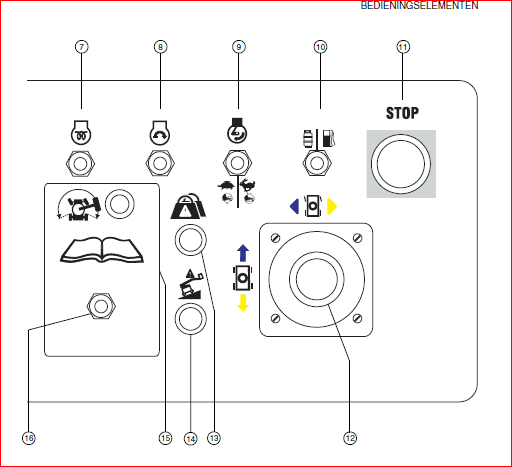 BEDIENINGSELEMENTEN
7 8 9 10 11
STOP
16 15 14 13 12